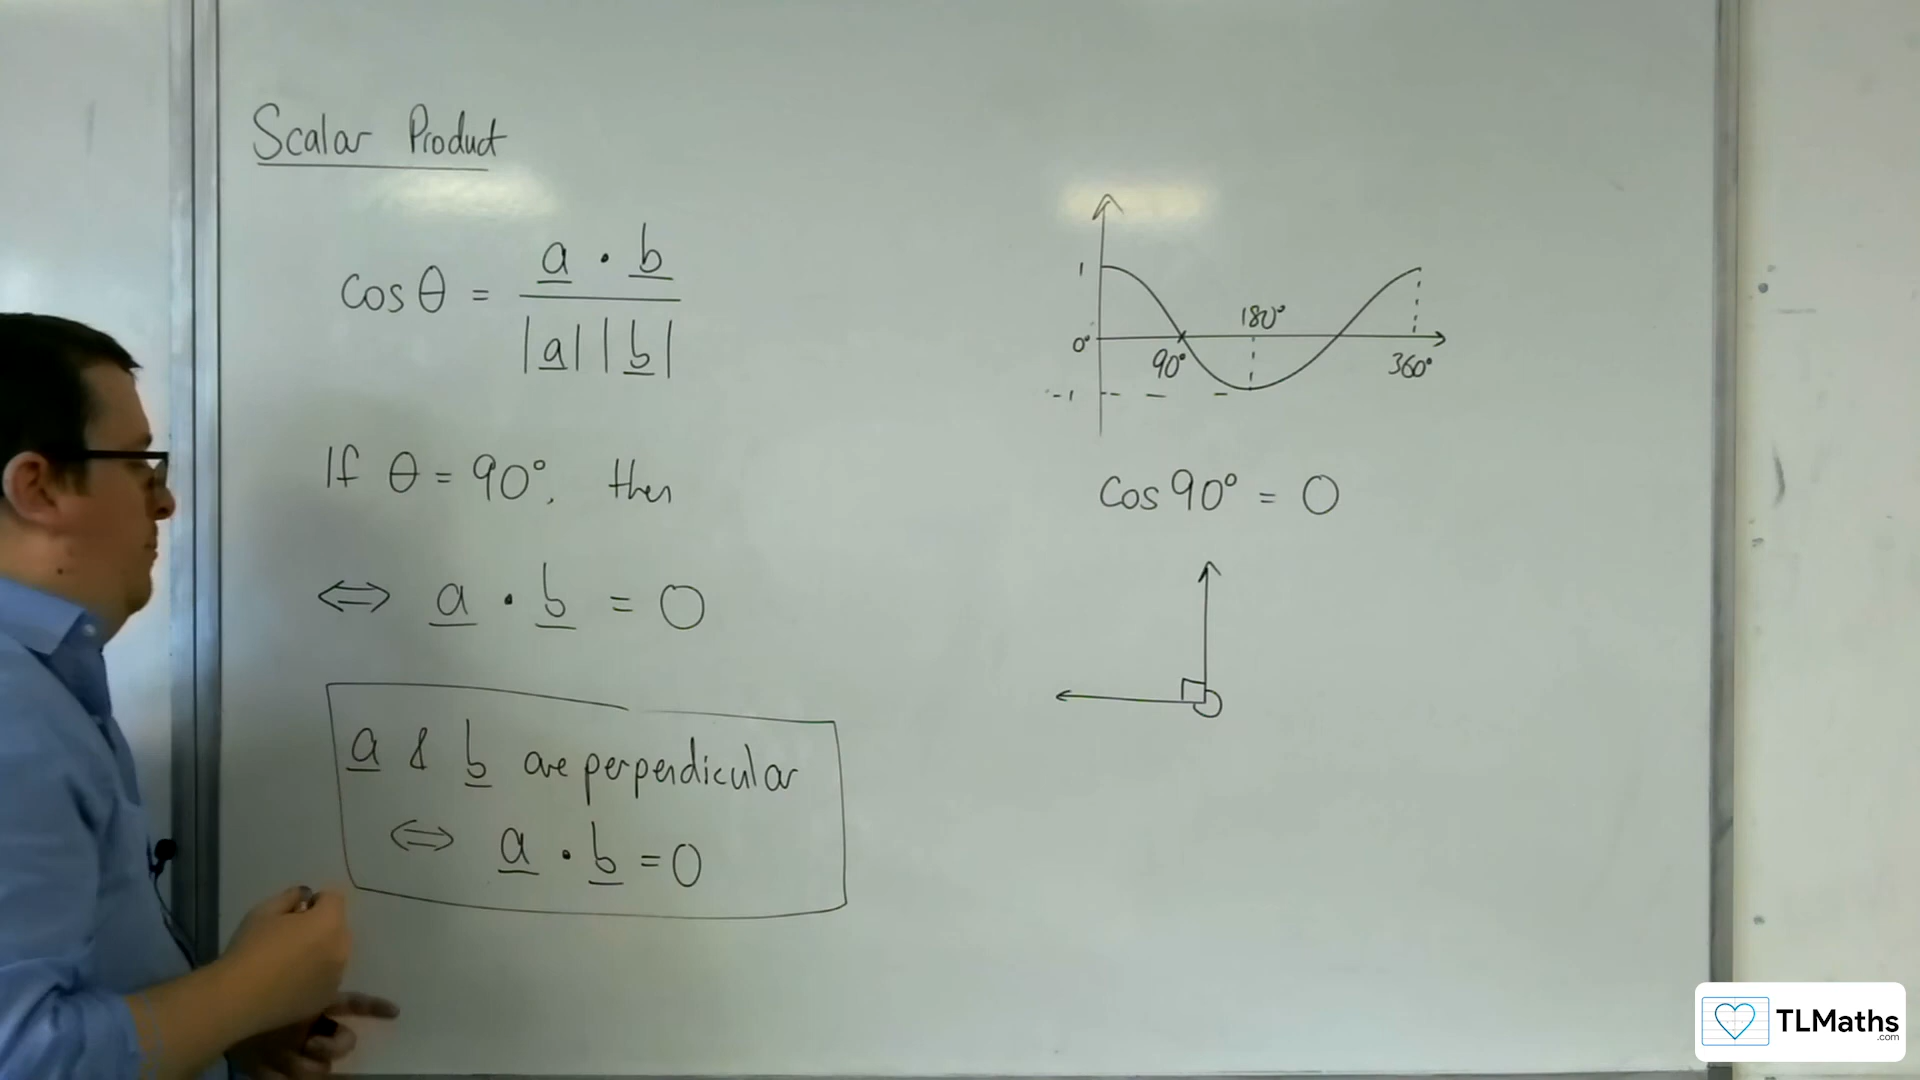 Scalar Product
cos θ = a · b
|a| |b|
If θ = 90°, then
⇔ a · b = 0
a & b are perpendicular
⇔ a · b = 0
1
180°
0°
90°
360°
-1
cos 90° = 0
TLMaths
.com